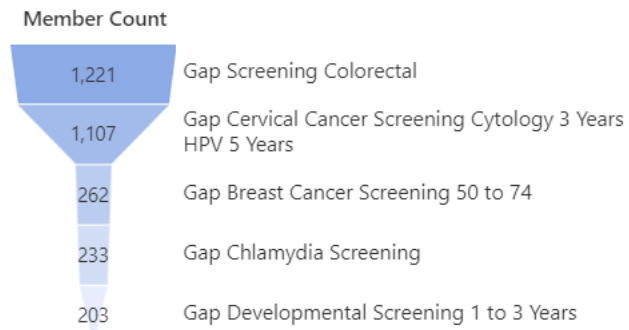 Member Count
1,221 Gap Screening Colorectal
1,107 Gap Cervical Cancer Screening Cytology 3 Years
HPV 5 Years
262 Gap Breast Cancer Screening 50 to 74
233 Gap Chlamydia Screening
203 Gap Developmental Screening 1 to 3 Years